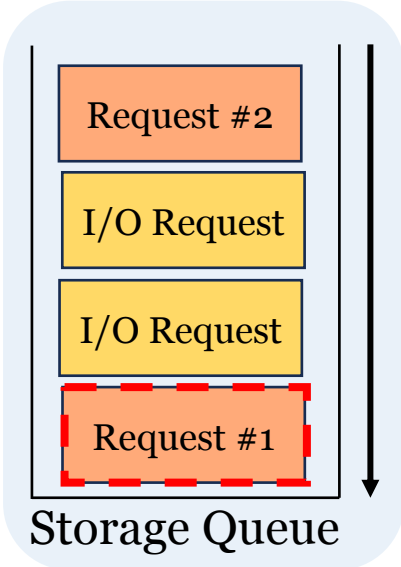 Request #2
I/O Request
I/O Request
Request #1
Storage Queue